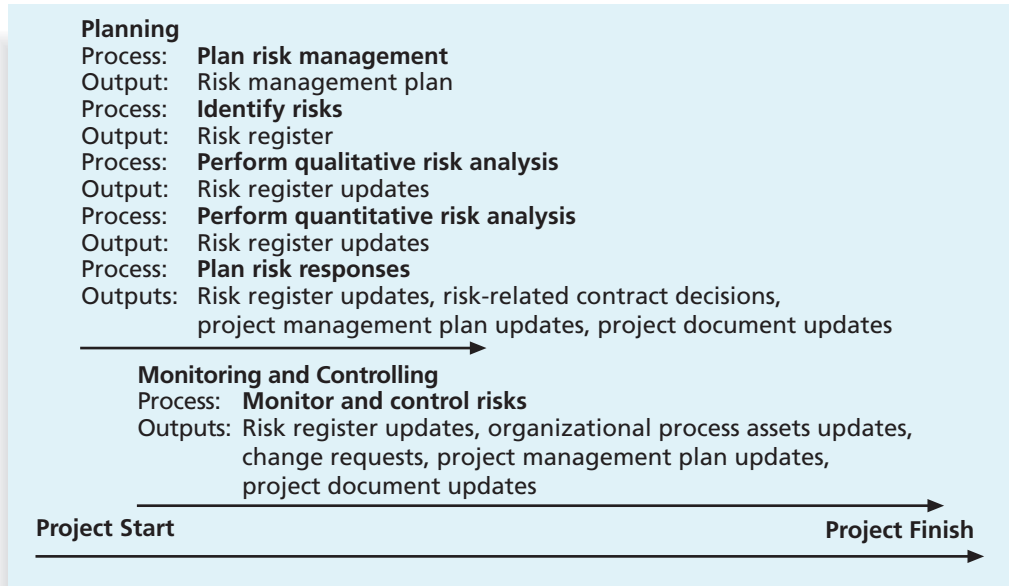 Planning
Process: Plan risk management
Output: Risk management plan
Process: Identify risks
Output: Risk register
Process: Perform qualitative risk analysis
Output: Risk register updates
Process: Perform quantitative risk analysis
Output: Risk register updates
Process: Plan risk responses
Outputs: Risk register updates, risk-related contract decisions,
project management plan updates, project document updates
Monitoring and Controlling
Process: Monitor and control risks
Outputs: Risk register updates, organizational process assets updates,
change requests, project management plan updates,
project document updates
Project Start Project Finish